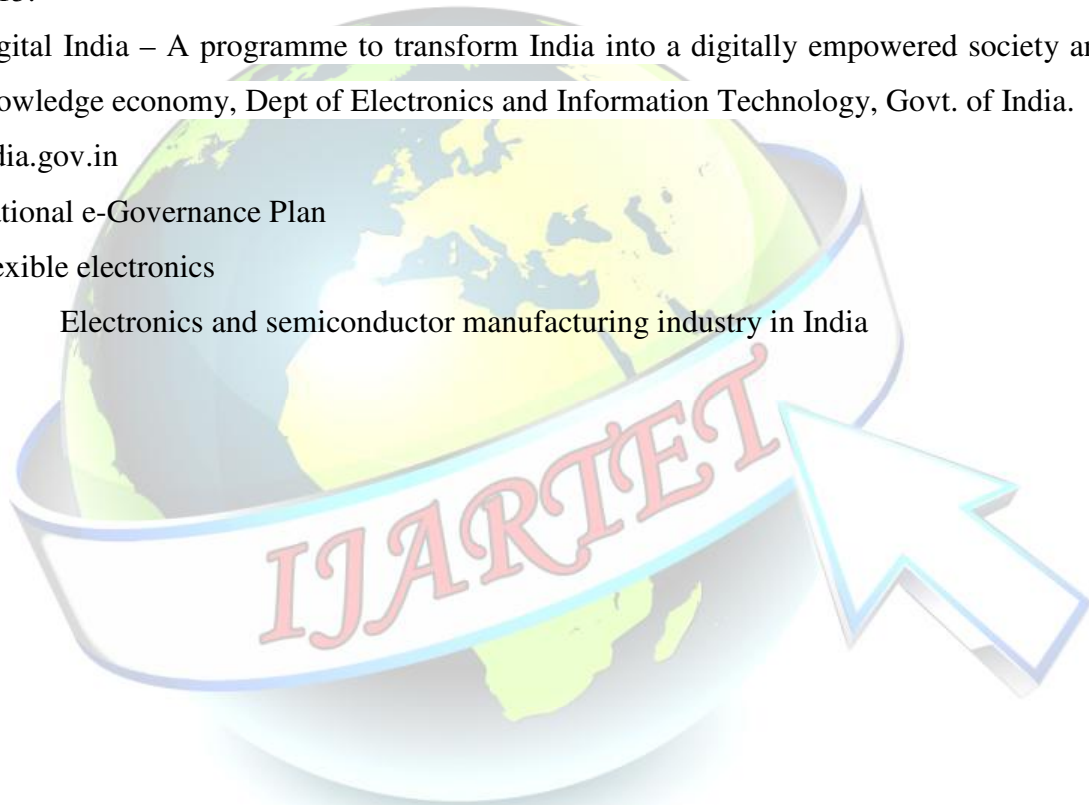 gital India – A programme to transform India into a digitally empowered society an
owledge economy, Dept of Electronics and Information Technology, Govt. of India.
dia.gov.in
ational e-Governance Plan
exible electronics
Electronics and semiconductor manufacturing industry in India
IJARTET